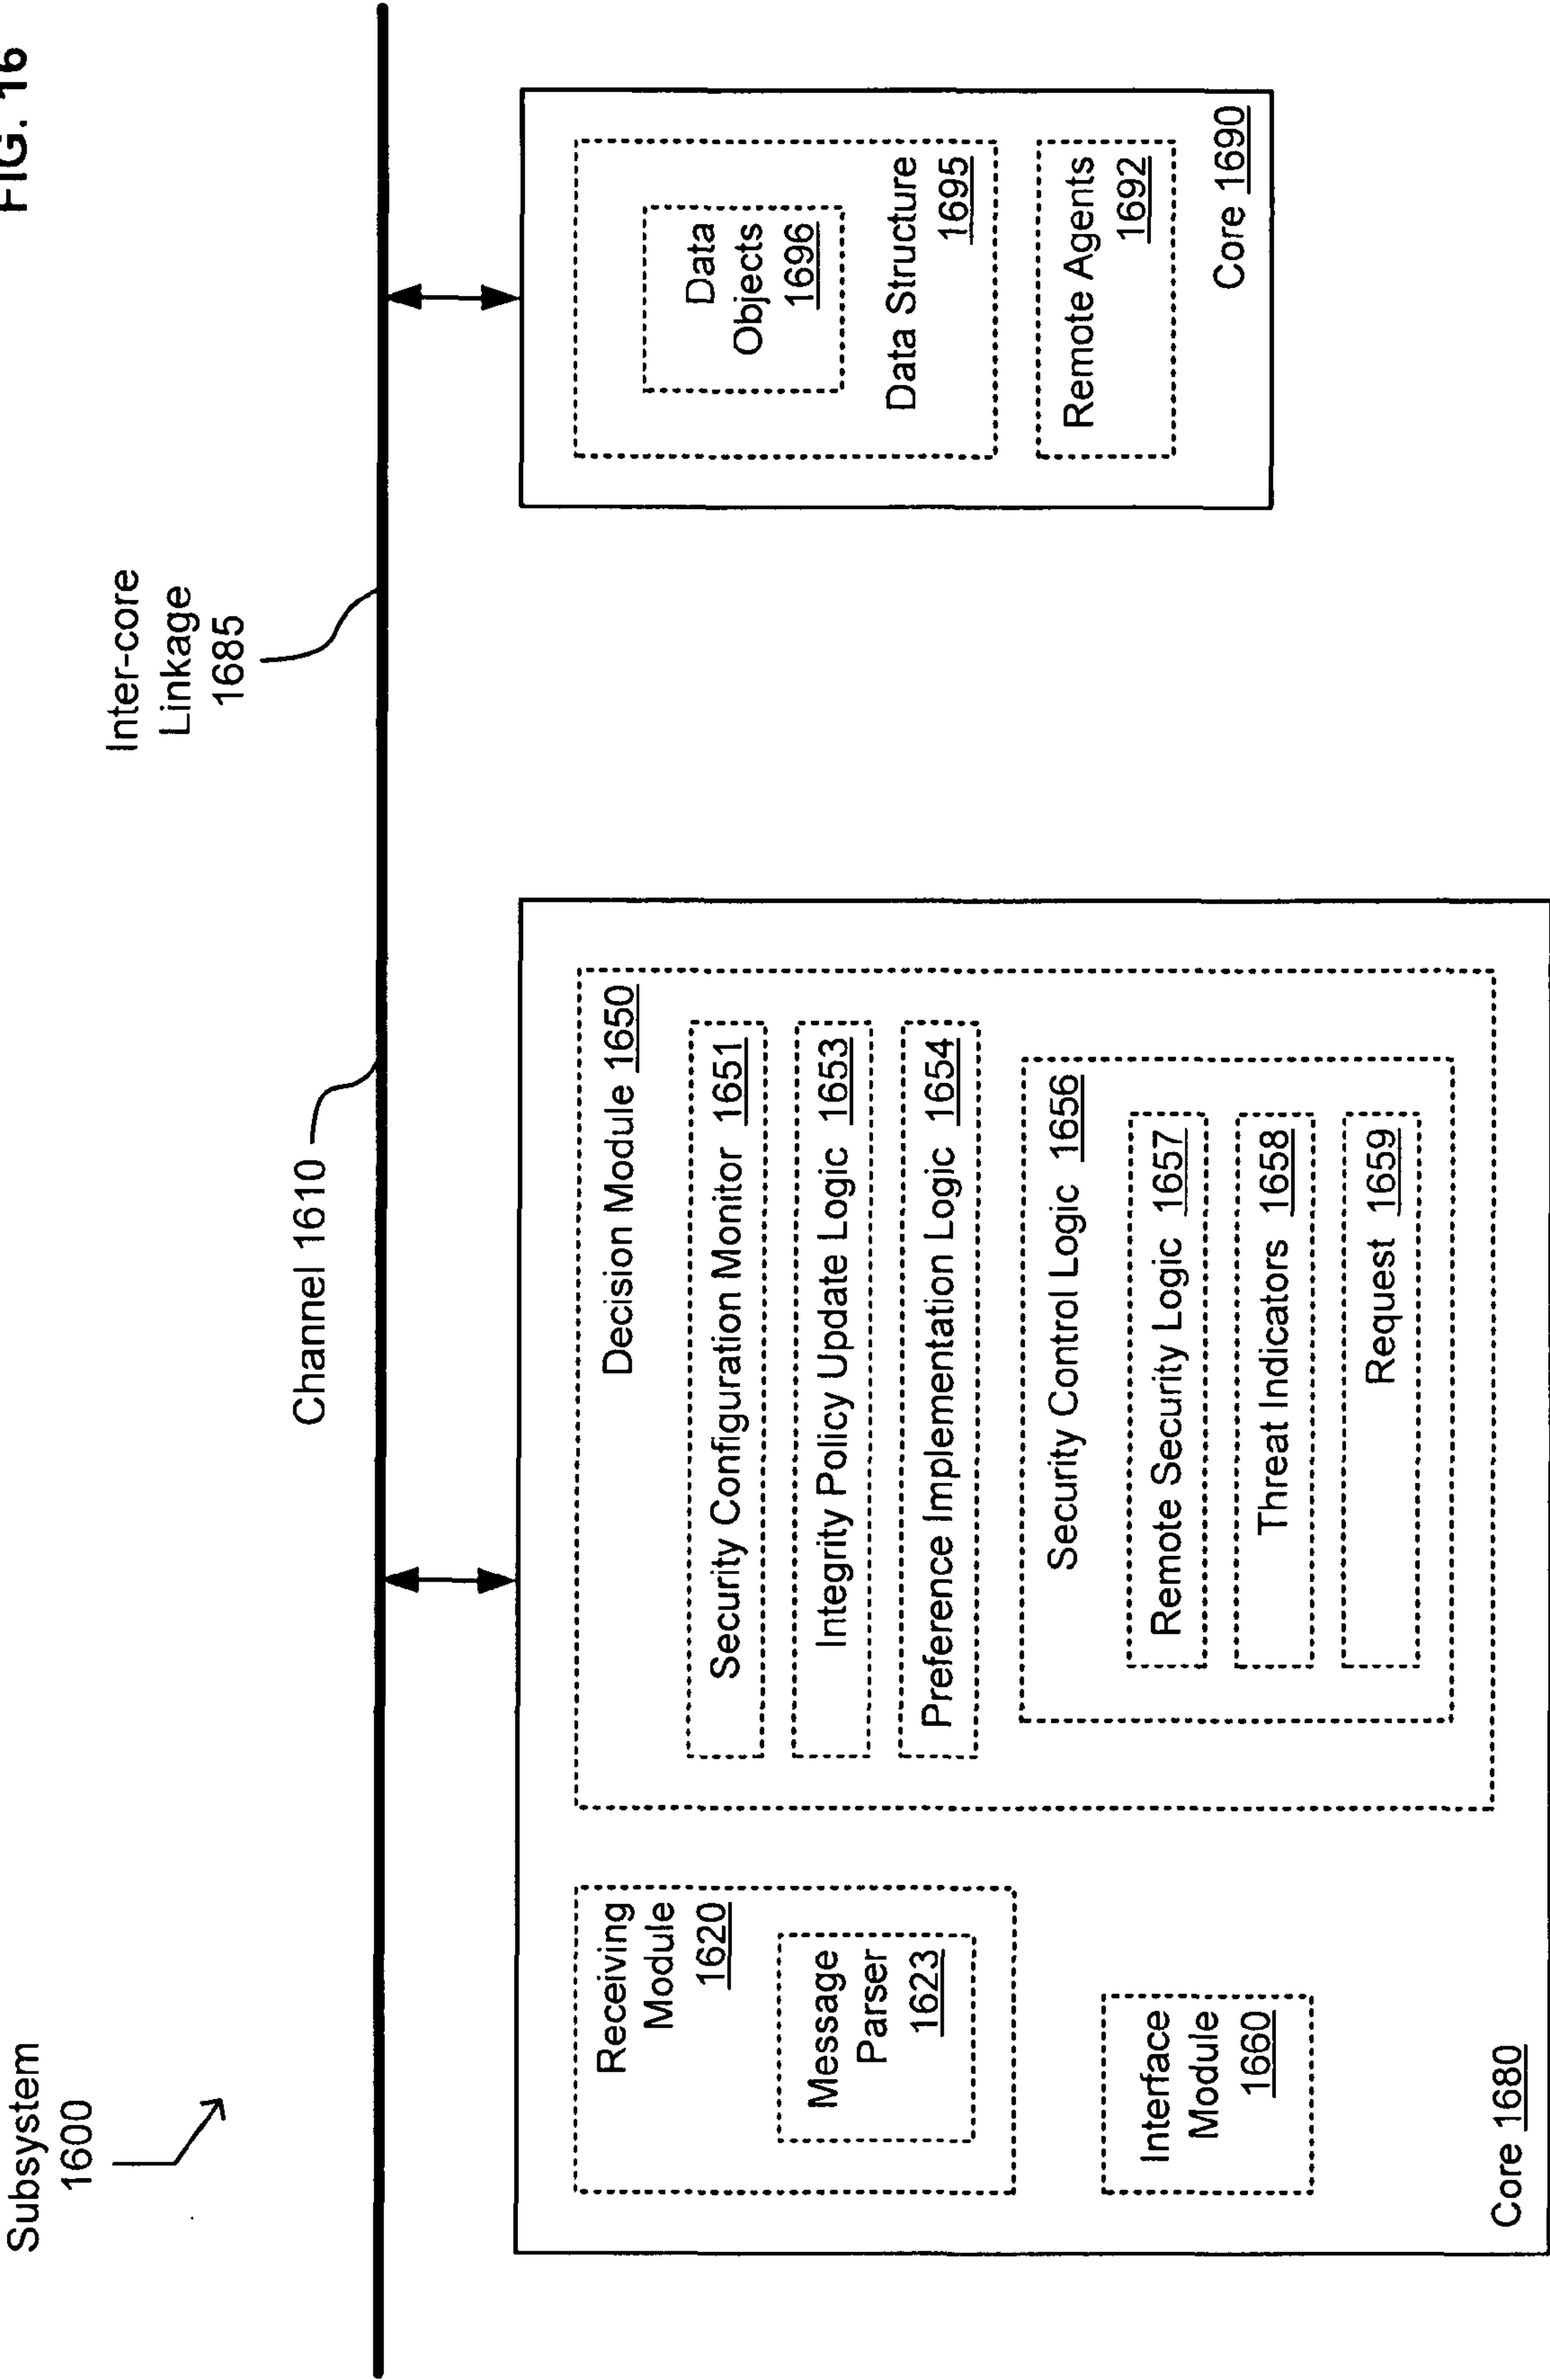 FIG. 16
Subsystem
1600
Inter-core
Linkage
1685
Channel 1610
Receiving
Module
1620
Message
Parser
1623
Interface
Module
1660
Core 1680
Decision Module 1650
Security Configuration Monitor 1651
Integrity Policy Update Logic 1653
Preference Implementation Logic 1654
Security Control Logic 1656
Remote Security Logic 1657
Threat Indicators 1658
Request 1659
Data
Objects
1696
Data Structure
1695
Remote Agents
1692
Core 1690